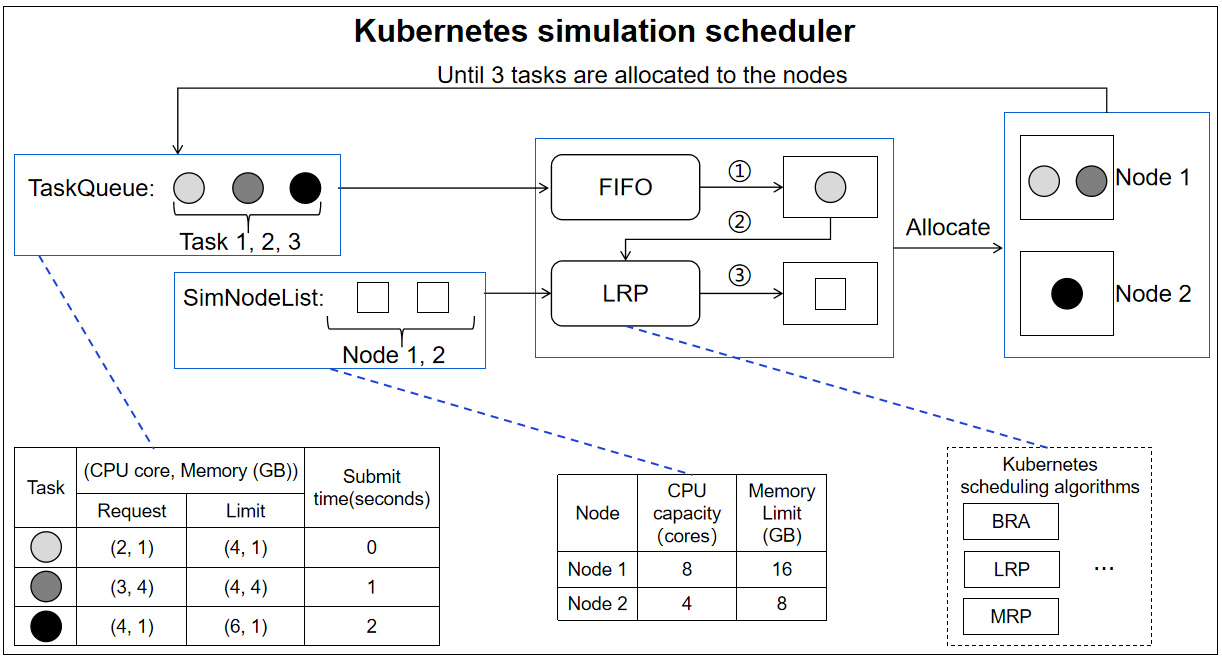 Kubernetes simulation scheduler
Until 3 tasks are allocated to the nodes
TaskQueue:
Task 1, 2, 3
FIFO
①
②
Allocate
Node 1
SimNodeList:
Node 1, 2
LRP
③
Node 2
Task
(CPU core, Memory (GB))
Submit
time(seconds)
Request
Limit
(2, 1)
(4, 1)
0
(3, 4)
(4, 4)
1
(4, 1)
(6, 1)
2
Node
CPU
capacity
(cores)
Memory
Limit
(GB)
Node 1
8
16
Node 2
4
8
Kubernetes
scheduling algorithms
BRA
LRP
...
MRP